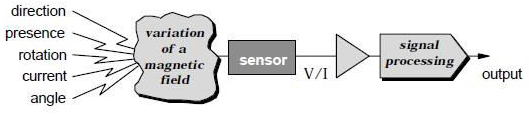 direction
presence
rotation
current
angle
variation
of a
magnetic
field
sensor
V/I
signal
processing
output